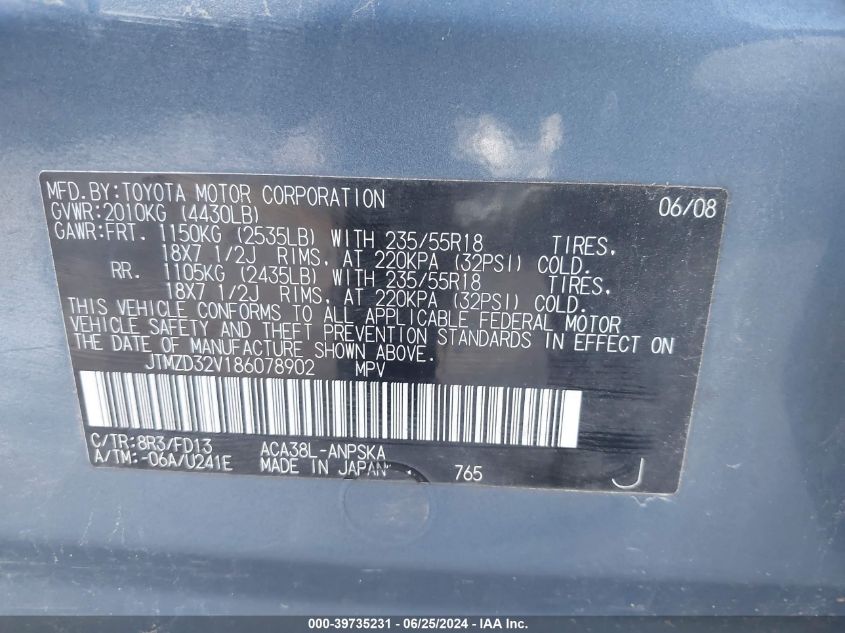 MFD.BY:TOYOTA MOTOR CORPORATION 06/08
GVWR:2010KG (4430LB)
GAWR:FRT. 1150KG (2535LB) WITH 235/55R18 TIRES,
18X7 1/2J RIMS, AT 220KPA (32PSI) COLD.
RR. 1105KG (2435LB) WITH 235/55R18 TIRES,
18X7 1/2J RIMS, AT 220KPA (32PSI) COLD.
THIS VEHICLE CONFORMS TO ALL APPLICABLE FEDERAL MOTOR
VEHICLE SAFETY AND THEFT PREVENTION STANDARDS IN EFFECT ON
THE DATE OF MANUFACTURE SHOWN ABOVE.
JTMZD32V186078902 MPV
C/TR:8R3/FD13 ACA38L-ANPSKA
A/TM:-06A/U241E MADE IN JAPAN 765 J
000-39735231 - 06/25/2024 - IAA Inc.